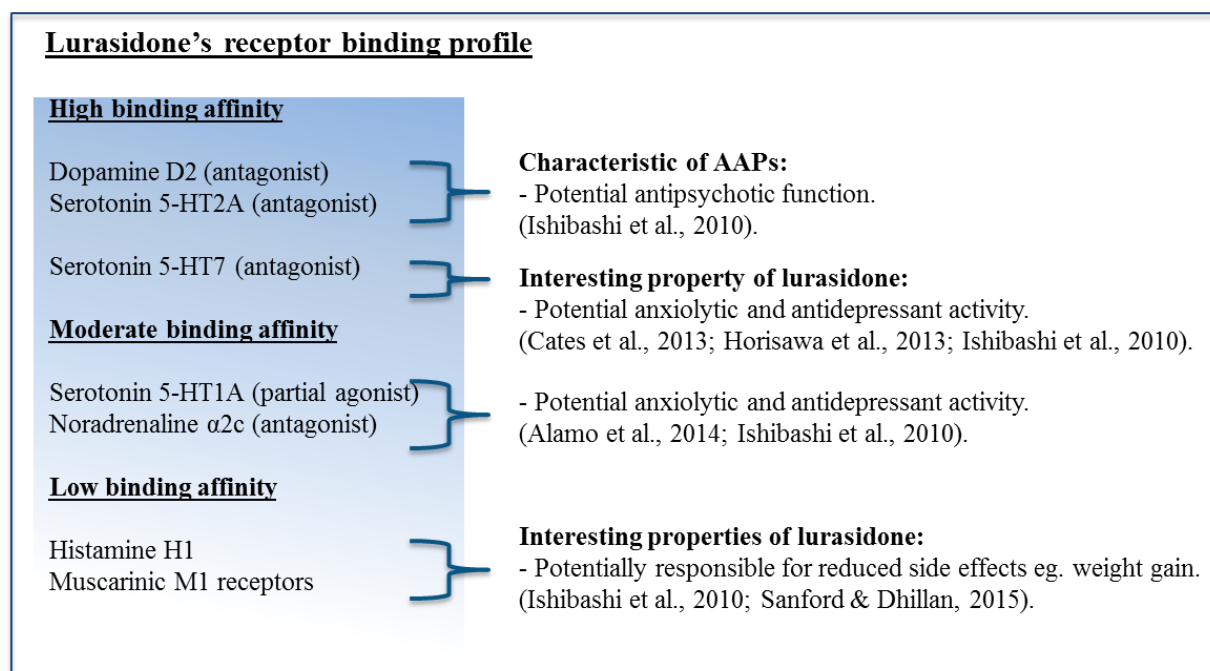 Lurasidone’s receptor binding profile
High binding affinity
Dopamine D2 (antagonist)
Serotonin 5-HT2A (antagonist)
Characteristic of AAPs:
- Potential antipsychotic function.
(Ishibashi et al., 2010).
Serotonin 5-HT7 (antagonist)
Interesting property of lurasidone:
- Potential anxiolytic and antidepressant activity.
(Cates et al., 2013; Horisawa et al., 2013; Ishibashi et al., 2010).
Moderate binding affinity
Serotonin 5-HT1A (partial agonist)
Noradrenaline α2c (antagonist)
- Potential anxiolytic and antidepressant activity.
(Alamo et al., 2014; Ishibashi et al., 2010).
Low binding affinity
Histamine H1
Muscarinic M1 receptors
Interesting properties of lurasidone:
- Potentially responsible for reduced side effects eg. weight gain.
(Ishibashi et al., 2010; Sanford & Dhillan, 2015).